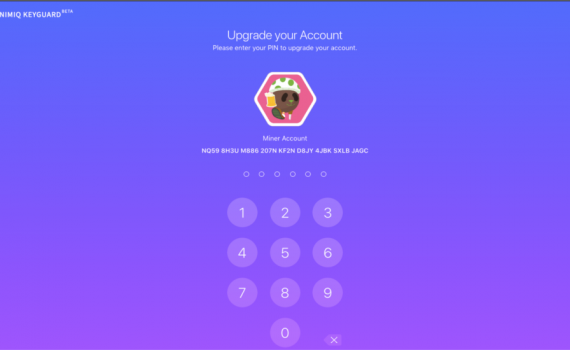 NIMIQ KEYGUARD BETA
Upgrade your Account
Please enter your PIN to upgrade your account.
Miner Account
NQ59 8H3U M886 207N KF2N D8JY 4JBK SXLB JAGC
1 2 3
4 5 6
7 8 9
0